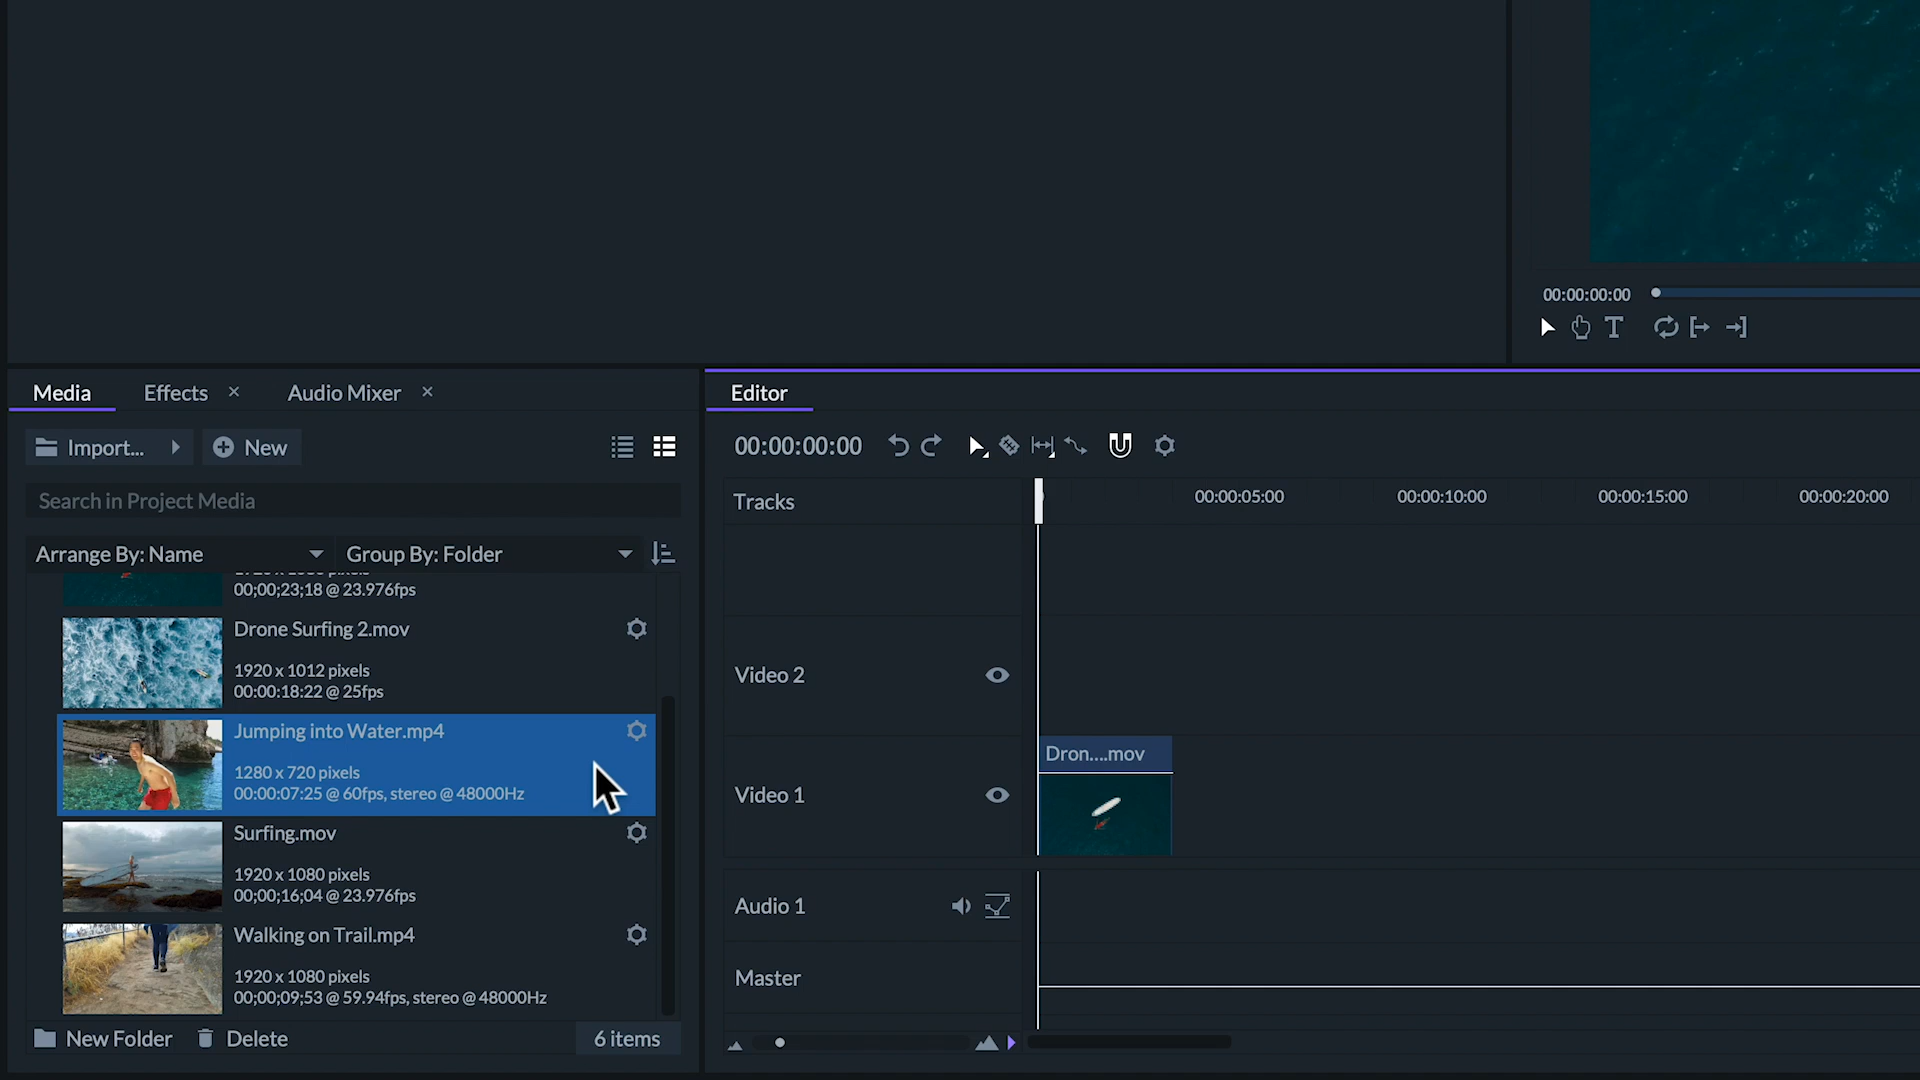 00:00:00:00
Media
Effects
Audio Mixer
Editor
Import...
New
00:00:00:00
Search in Project Media
Tracks
00:00:05:00
00:00:10:00
00:00:15:00
00:00:20:00
Arrange By: Name
Group By: Folder
00;00;23;18 @ 23.976fps
Drone Surfing 2.mov
1920 x 1012 pixels
00:00:18:22 @ 25fps
Jumping into Water.mp4
1280 x 720 pixels
00:00:07:25 @ 60fps, stereo @ 48000Hz
Surfing.mov
1920 x 1080 pixels
00;00;16;04 @ 23.976fps
Walking on Trail.mp4
1920 x 1080 pixels
00;00;09;53 @ 59.94fps, stereo @ 48000Hz
New Folder
Delete
6 items
Video 2
Dron....mov
Video 1
Audio 1
Master